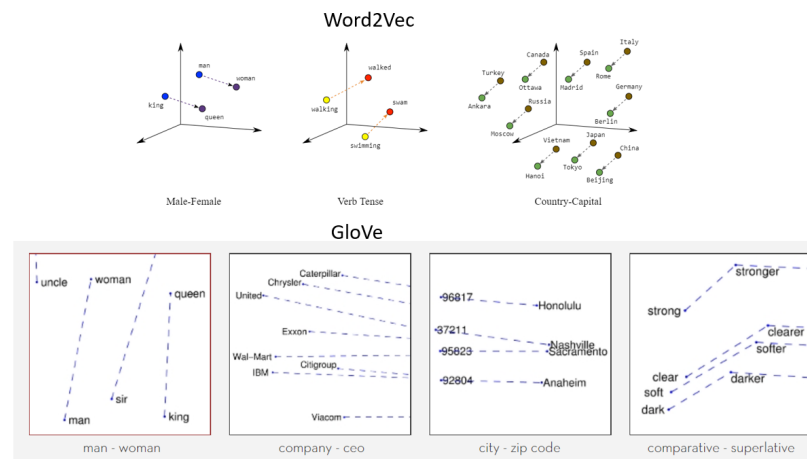 Word2Vec
man
woman
king
queen
Male-Female
walked
walking
swam
swimming
Verb Tense
Italy
Canada
Spain
Turkey
Rome
Ottawa
Madrid
Germany
Ankara
Russia
Moscow
Berlin
Vietnam
Japan
China
Hanoi
Tokyo
Beijing
Country-Capital
GloVe
uncle
woman
queen
sir
man
king
man - woman
Caterpillar
Chrysler
United
Exxon
Wal-Mart
Citigroup
IBM
Viacom
company - ceo
96817
Honolulu
37211
Nashville
95823
Sacramento
92804
Anaheim
city - zip code
stronger
strong
clearer
softer
clear
darker
soft
dark
comparative - superlative